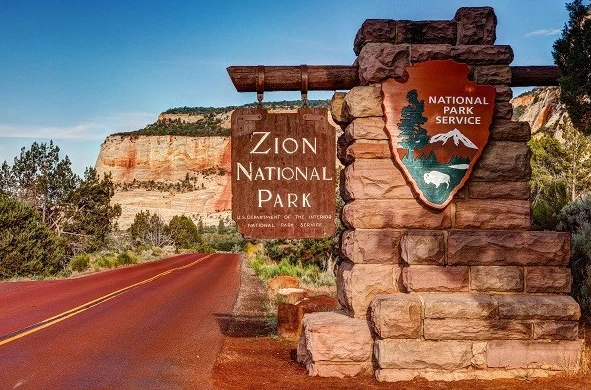 Zion
National
Park
U.S. DEPARTMENT OF THE INTERIOR
NATIONAL PARK SERVICE
NATIONAL
PARK
SERVICE